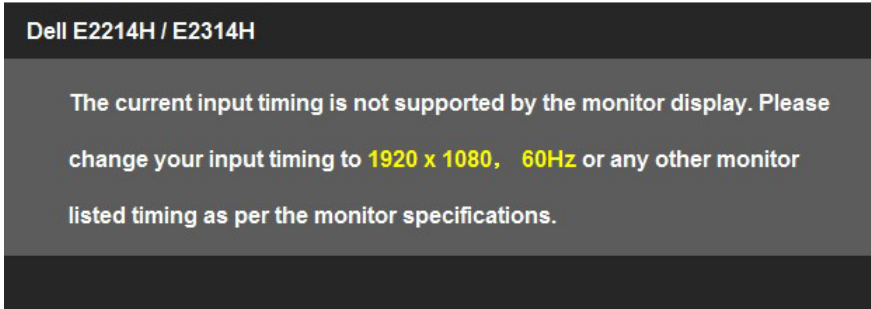 Dell E2214H / E2314H
The current input timing is not supported by the monitor display. Please
change your input timing to 1920 x 1080， 60Hz or any other monitor
listed timing as per the monitor specifications.